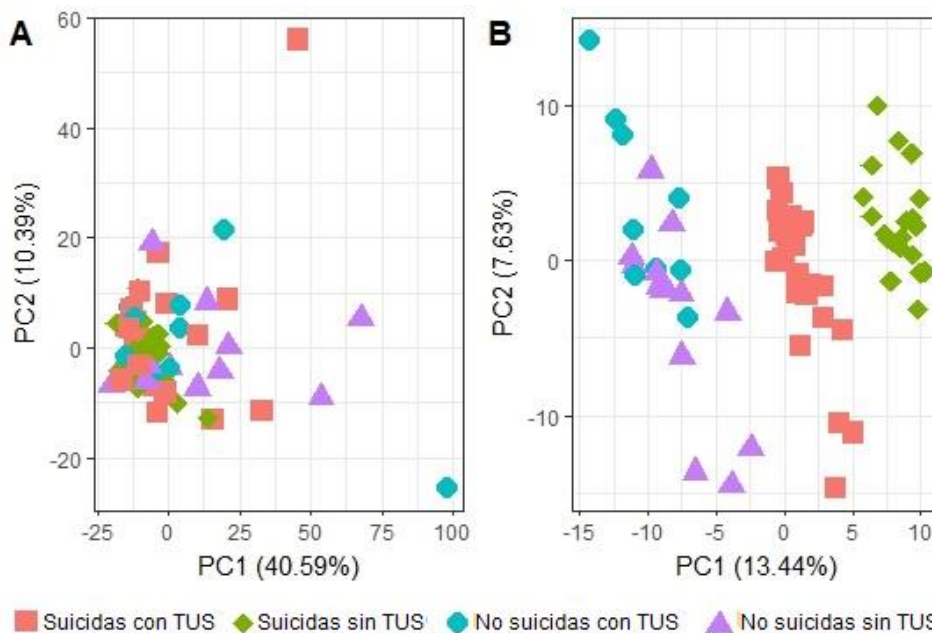 A
B
60
40
20
0
-20
PC2 (10.39%)
-25 0 25 50 75 100
PC1 (40.59%)
10
0
-10
PC2 (7.63%)
-15 -10 -5 0 5 10
PC1 (13.44%)
Suicidas con TUS Suicidas sin TUS No suicidas con TUS No suicidas sin TUS